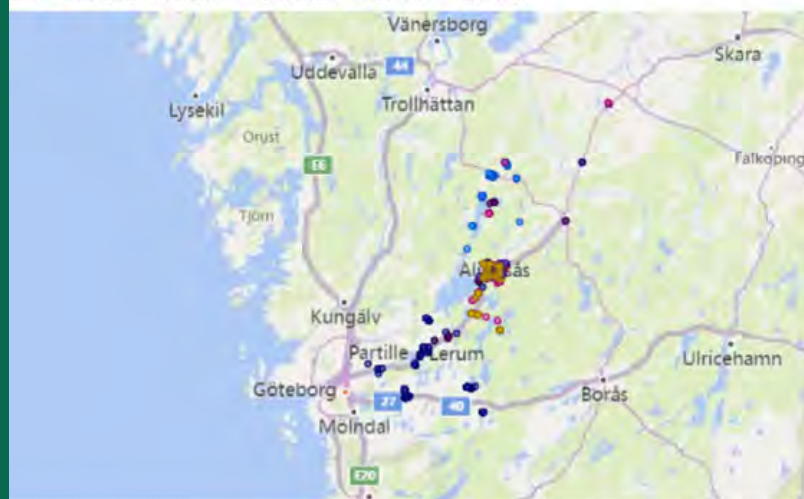 Vänersborg
Skara
Uddevalla
44
Lysekil
Trollhättan
Orust
Falköping
E6
Tjörn
Kungälv
Partille
Lerum
Ulricehamn
Göteborg
27
40
Borås
Mölndal
E20